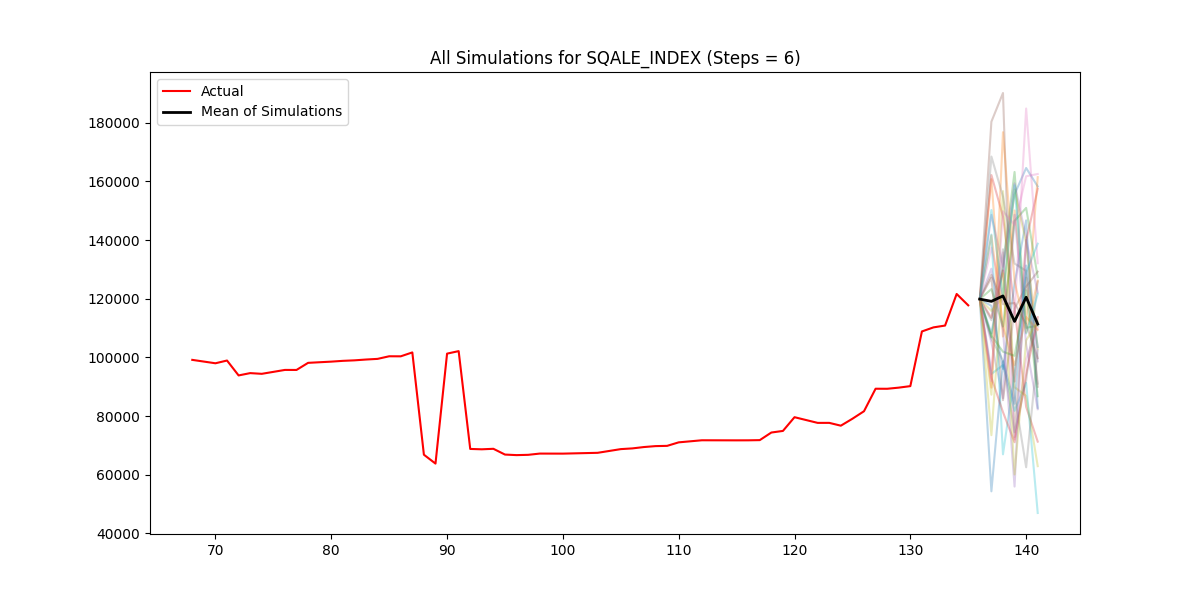 All Simulations for SQALE_INDEX (Steps = 6)
Actual
Mean of Simulations
180000
160000
140000
120000
100000
80000
60000
40000
70 80 90 100 110 120 130 140